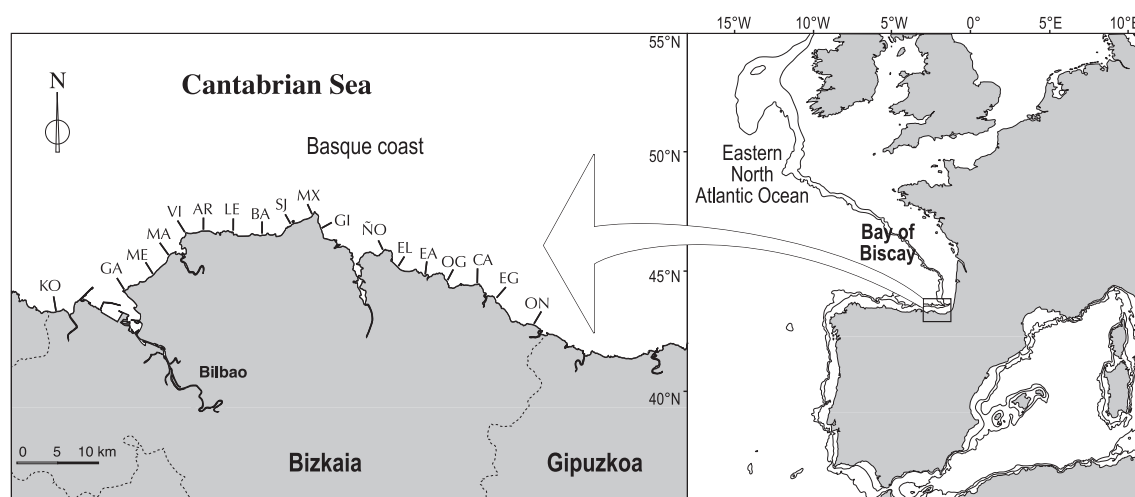 15°W 10°W 5°W 0° 5°E 10°E
55°N
50°N
45°N
40°N
N
Cantabrian Sea
Basque coast
KO GA ME MA VI AR LE BA SJ MX GI ÑO EL EA OG CA EG ON
Bilbao
0 5 10 km
Bizkaia
Gipuzkoa
Eastern
North
Atlantic Ocean
Bay of
Biscay